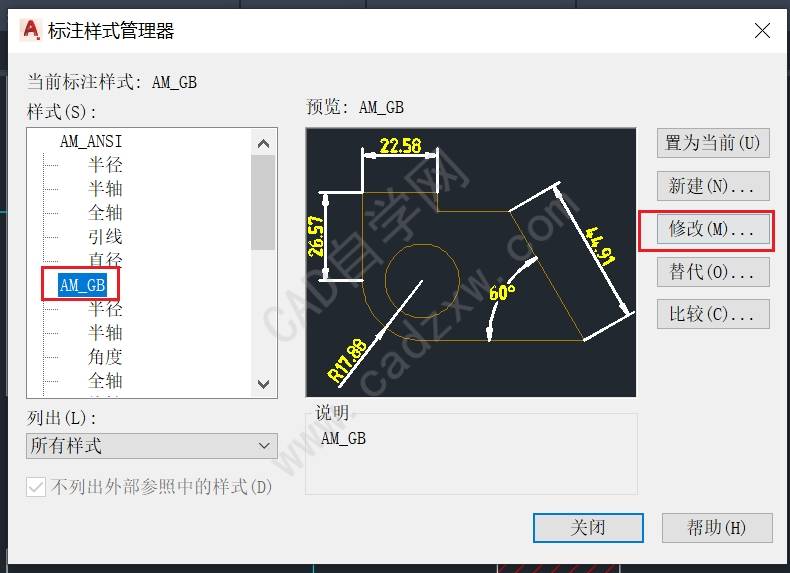 标注样式管理器
当前标注样式: AM_GB
样式(S):
AM_ANSI
半径
半轴
全轴
引线
直径
AM_GB
半径
半轴
角度
全轴
列出(L):
所有样式
不列出外部参照中的样式(D)
预览: AM_GB
22.58
26.57
44.91
60°
R17.88
CAD自学网
www.cadzxw.com
说明
AM_GB
置为当前(U)
新建(N)...
修改(M)...
替代(O)...
比较(C)...
关闭
帮助(H)